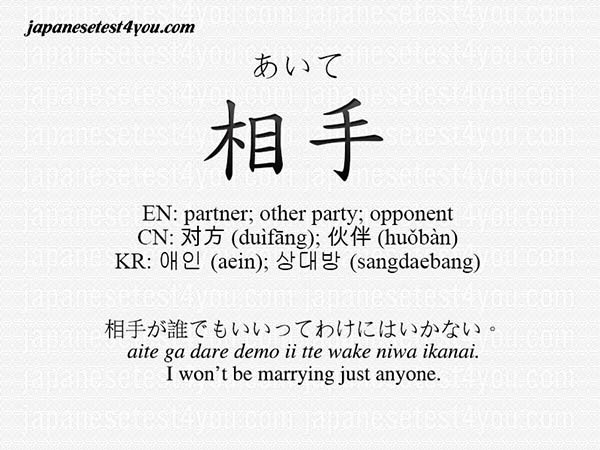 japanesetest4you.com
あいて
相手
EN: partner; other party; opponent
CN: 对方 (duìfāng); 伙伴 (huǒbàn)
KR: 애인 (aein); 상대방 (sangdaebang)
相手が誰でもいいってわけにはいかない。
aite ga dare demo ii tte wake niwa ikanai.
I won’t be marrying just anyone.